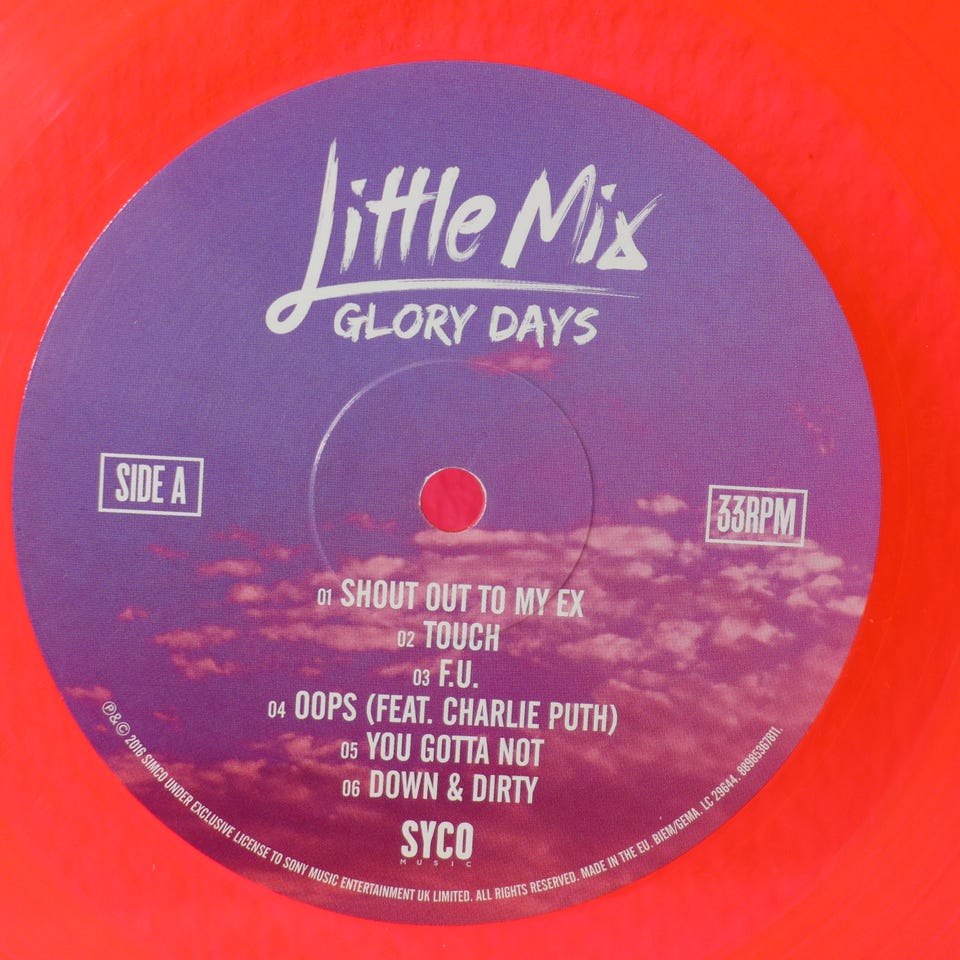 Little Mix
GLORY DAYS
SIDE A
33RPM
01 SHOUT OUT TO MY EX
02 TOUCH
03 F.U.
04 OOPS (FEAT. CHARLIE PUTH)
05 YOU GOTTA NOT
06 DOWN & DIRTY
SYCO
MUSIC
℗&© 2016 SIMCO UNDER EXCLUSIVE LICENSE TO SONY MUSIC ENTERTAINMENT UK LIMITED. ALL RIGHTS RESERVED. MADE IN THE EU. BIEM/GEMA. LC 29644. 88985367811.